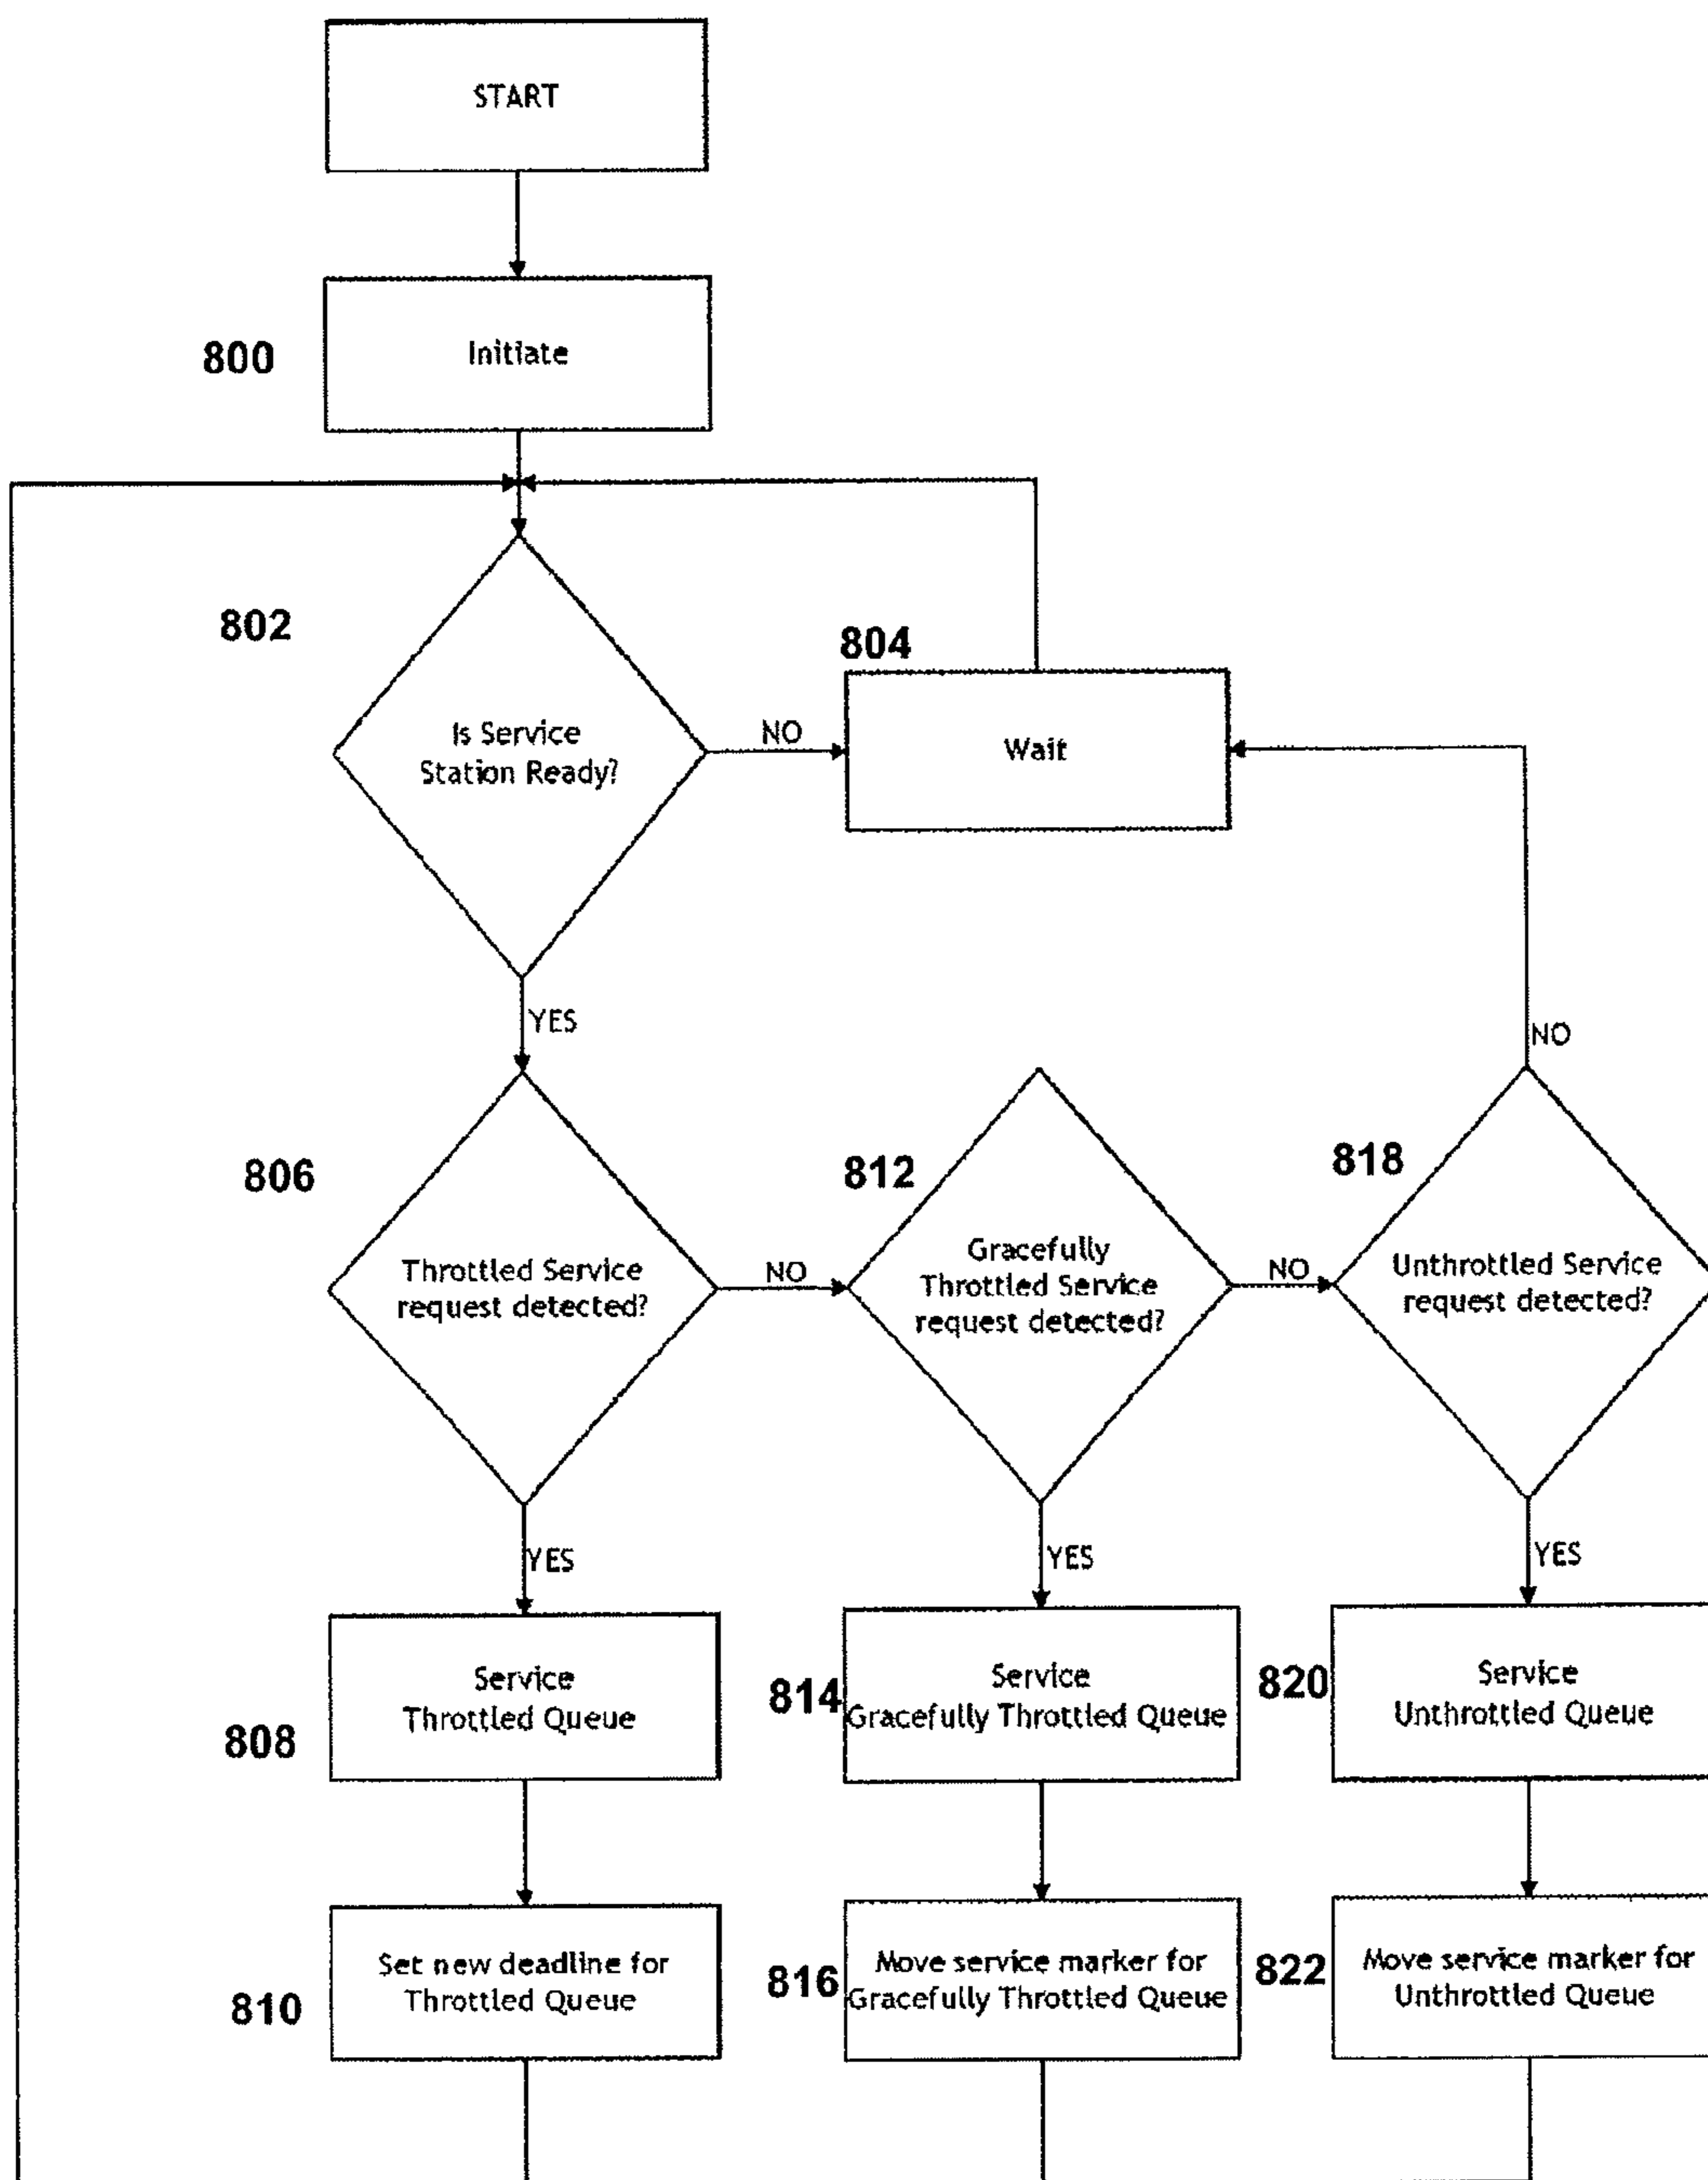 START
800
Initiate
802
804
Is Service
Station Ready?
NO
Wait
YES
NO
806
812
818
Throttled Service
request detected?
NO
Gracefully
Throttled Service
request detected?
NO
Unthrottled Service
request detected?
YES
YES
YES
808
Service
Throttled Queue
814
Service
Gracefully Throttled Queue
820
Service
Unthrottled Queue
810
Set new deadline for
Throttled Queue
816
Move service marker for
Gracefully Throttled Queue
822
Move service marker for
Unthrottled Queue